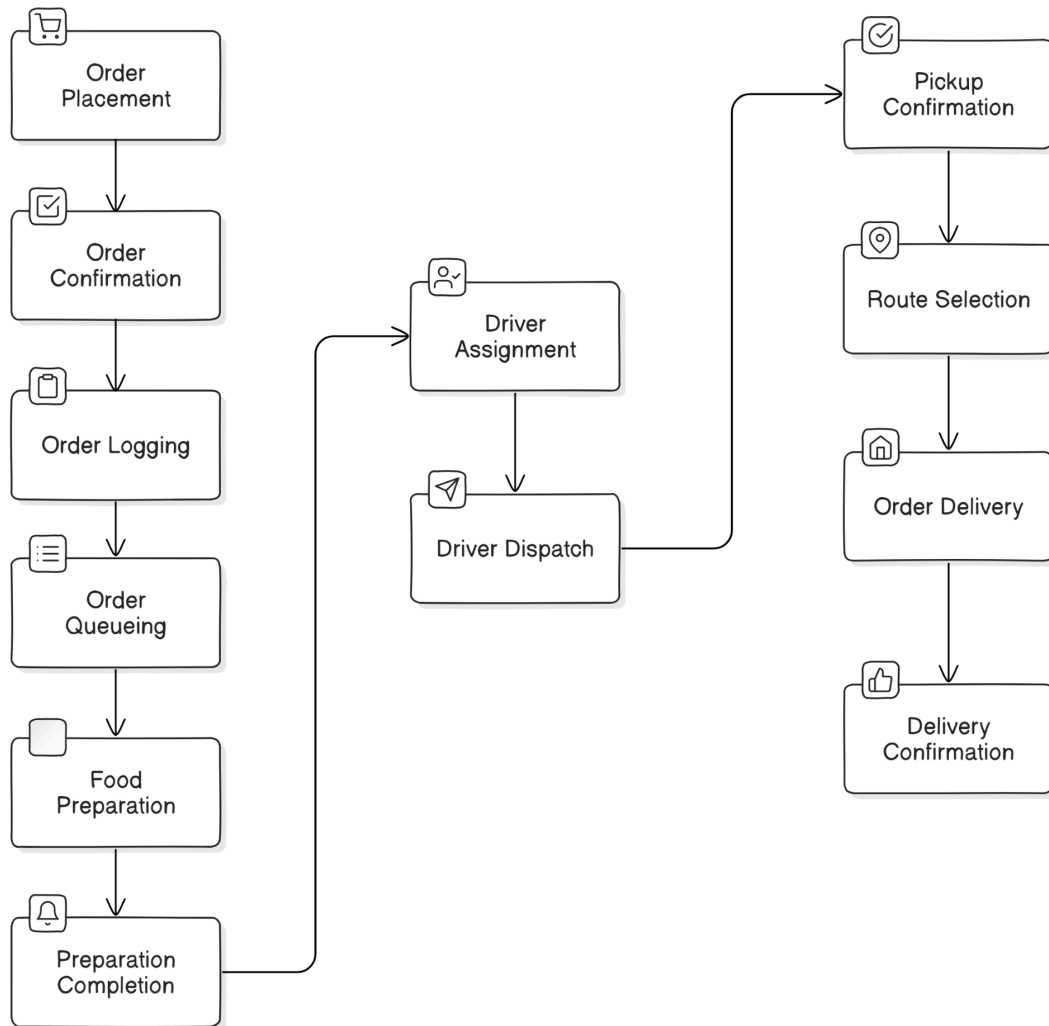 Order
Placement
Order
Confirmation
Order Logging
Order
Queueing
Food
Preparation
Preparation
Completion
Driver
Assignment
Driver Dispatch
Pickup
Confirmation
Route Selection
Order Delivery
Delivery
Confirmation